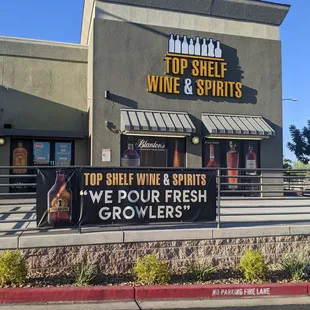 TOP SHELF
WINE & SPIRITS
Blanton's
TOP SHELF WINE & SPIRITS
"WE POUR FRESH
GROWLERS"
NO PARKING FIRE LANE